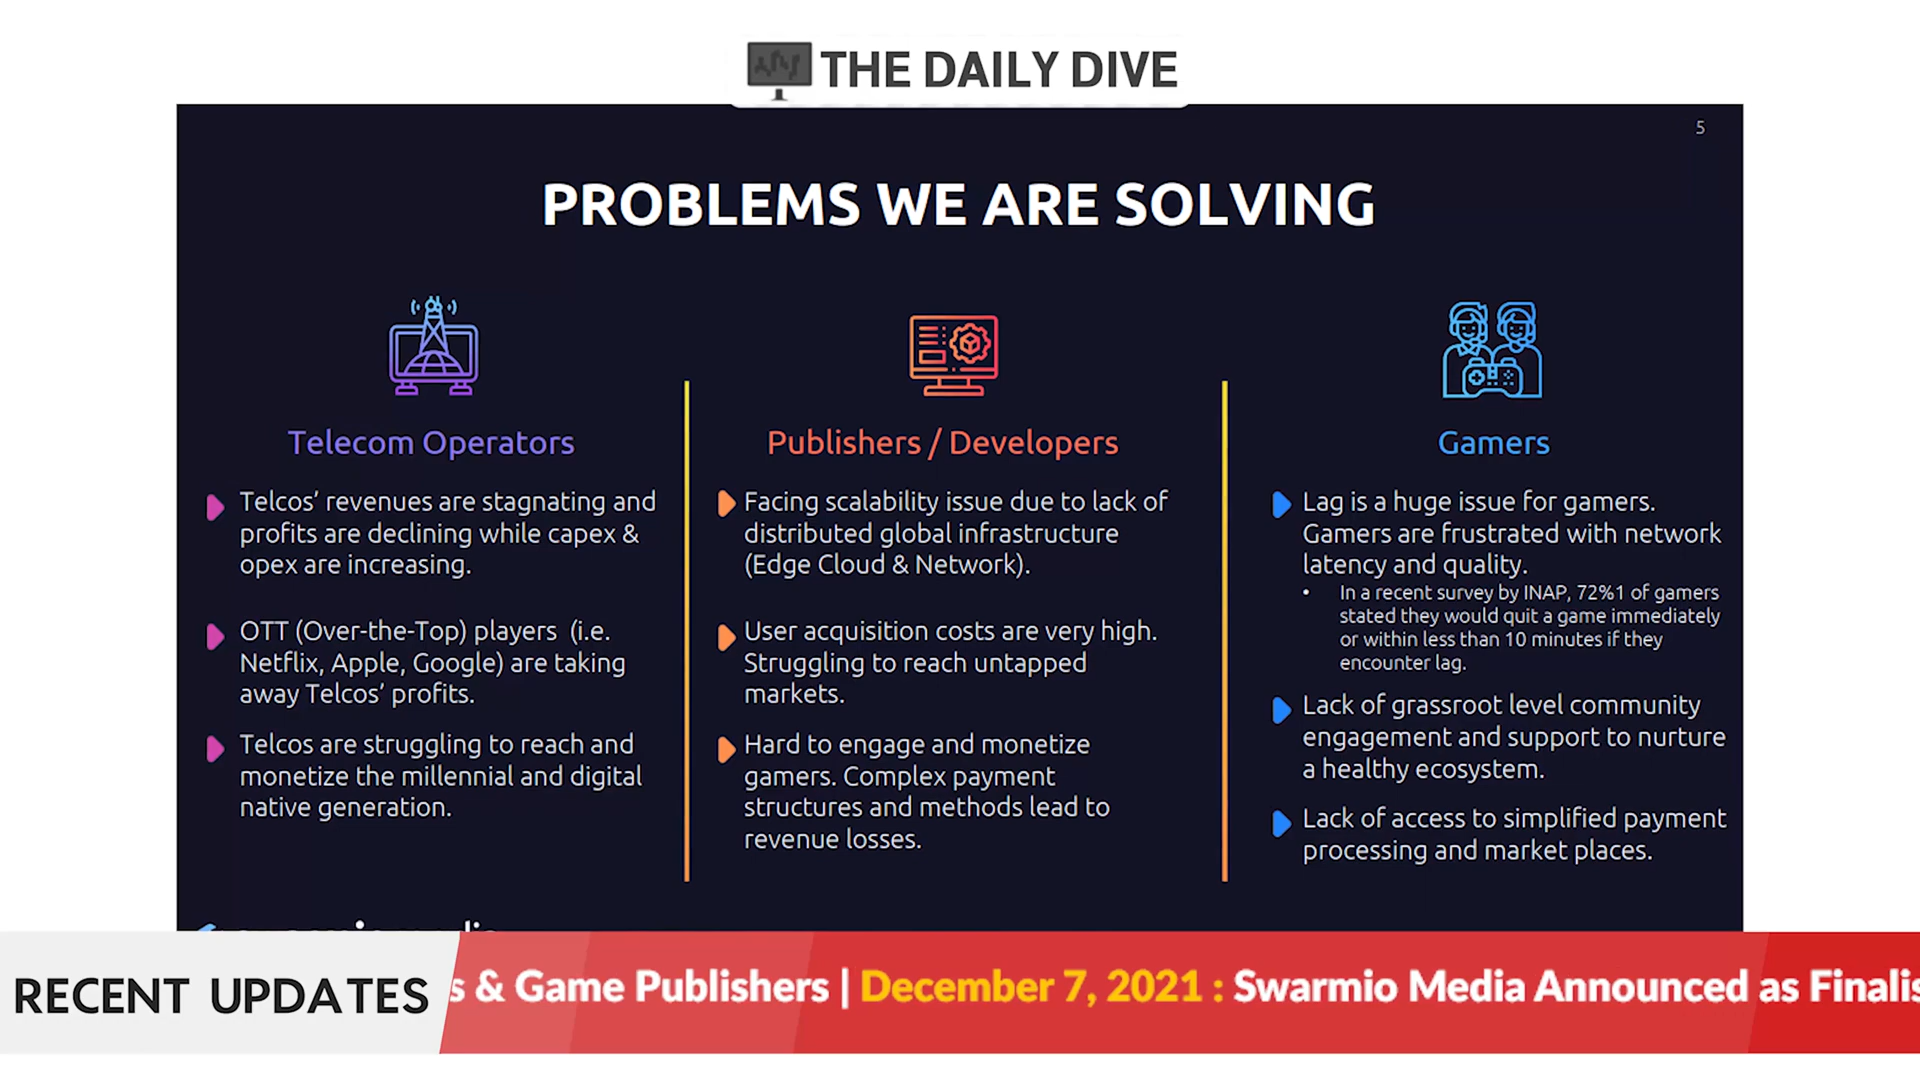 THE DAILY DIVE
5
PROBLEMS WE ARE SOLVING
Telecom Operators
Telcos’ revenues are stagnating and
profits are declining while capex &
opex are increasing.
OTT (Over-the-Top) players (i.e.
Netflix, Apple, Google) are taking
away Telcos’ profits.
Telcos are struggling to reach and
monetize the millennial and digital
native generation.
Publishers / Developers
Facing scalability issue due to lack of
distributed global infrastructure
(Edge Cloud & Network).
User acquisition costs are very high.
Struggling to reach untapped
markets.
Hard to engage and monetize
gamers. Complex payment
structures and methods lead to
revenue losses.
Gamers
Lag is a huge issue for gamers.
Gamers are frustrated with network
latency and quality.
• In a recent survey by INAP, 72%1 of gamers
stated they would quit a game immediately
or within less than 10 minutes if they
encounter lag.
Lack of grassroot level community
engagement and support to nurture
a healthy ecosystem.
Lack of access to simplified payment
processing and market places.
RECENT UPDATES
s & Game Publishers | December 7, 2021 : Swarmio Media Announced as Finalis